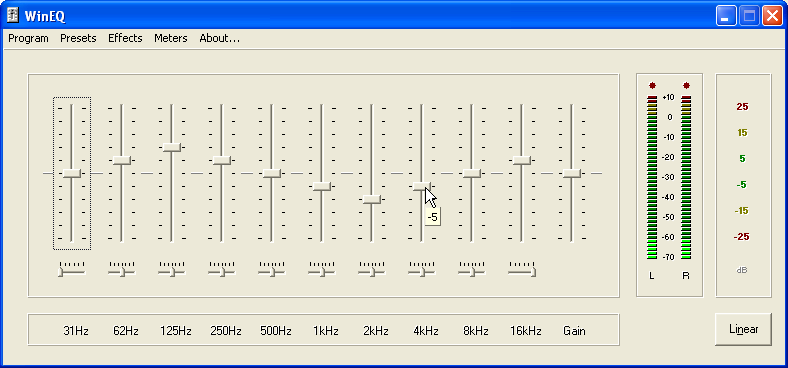 WinEQ
Program Presets Effects Meters About...
+10
0
-10
-20
-30
-40
-50
-60
-70
L R
25
15
5
-5
-15
-25
dB
-5
31Hz 62Hz 125Hz 250Hz 500Hz 1kHz 2kHz 4kHz 8kHz 16kHz Gain
Linear